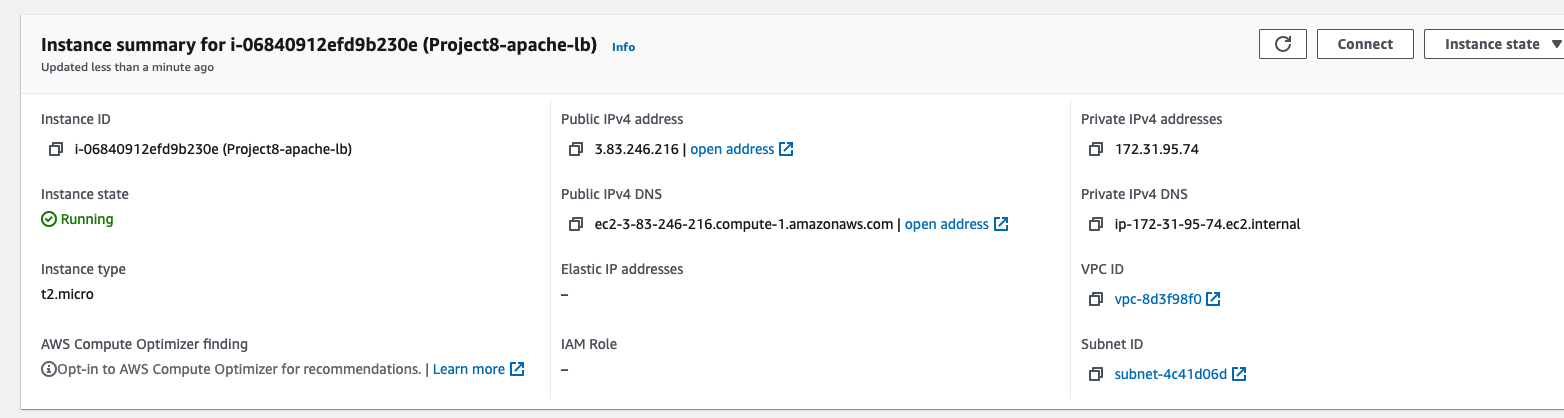 Instance summary for i-06840912efd9b230e (Project8-apache-lb) Info
Updated less than a minute ago
Connect
Instance state
Instance ID
i-06840912efd9b230e (Project8-apache-lb)
Public IPv4 address
3.83.246.216 | open address
Private IPv4 addresses
172.31.95.74
Instance state
Running
Public IPv4 DNS
ec2-3-83-246-216.compute-1.amazonaws.com | open address
Private IPv4 DNS
ip-172-31-95-74.ec2.internal
Instance type
t2.micro
Elastic IP addresses
–
VPC ID
vpc-8d3f98f0
AWS Compute Optimizer finding
Opt-in to AWS Compute Optimizer for recommendations. | Learn more
IAM Role
–
Subnet ID
subnet-4c41d06d